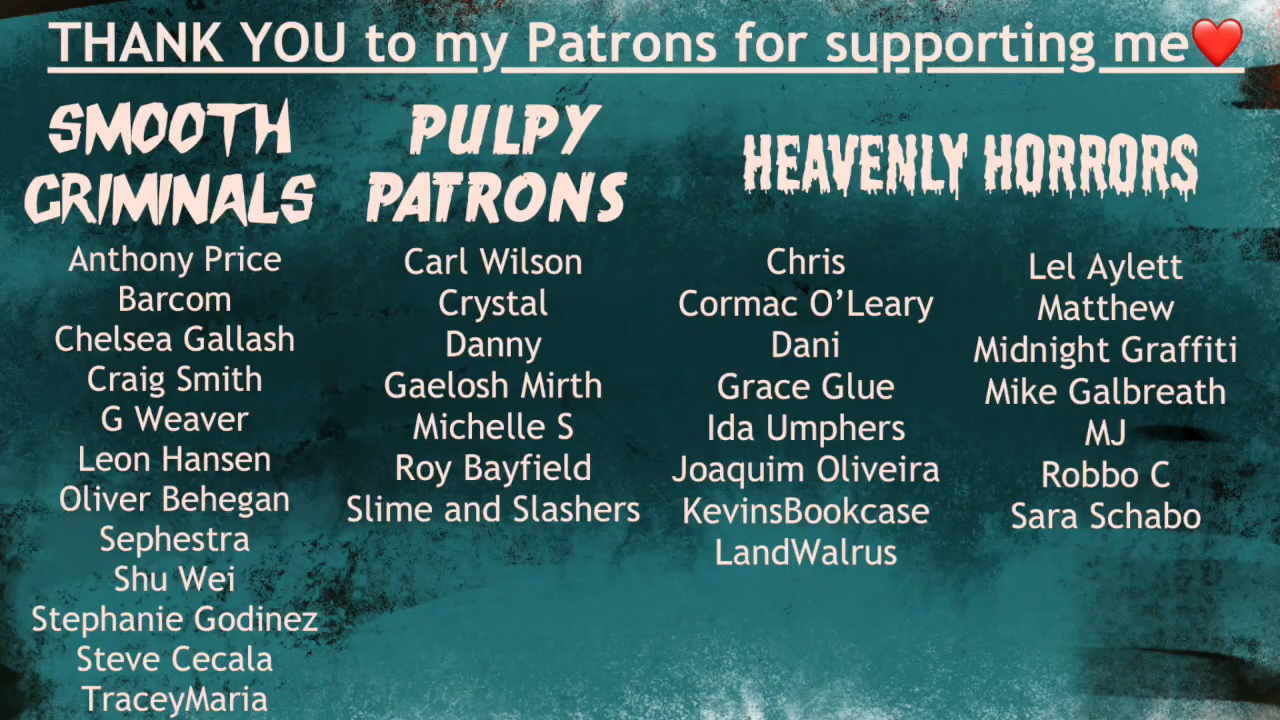 THANK YOU to my Patrons for supporting me❤️
SMOOTH
CRIMINALS
Anthony Price
Barcom
Chelsea Gallash
Craig Smith
G Weaver
Leon Hansen
Oliver Behegan
Sephestra
Shu Wei
Stephanie Godinez
Steve Cecala
TraceyMaria
PULPY
PATRONS
Carl Wilson
Crystal
Danny
Gaelosh Mirth
Michelle S
Roy Bayfield
Slime and Slashers
HEAVENLY HORRORS
Chris
Cormac O’Leary
Dani
Grace Glue
Ida Umphers
Joaquim Oliveira
KevinsBookcase
LandWalrus
Lel Aylett
Matthew
Midnight Graffiti
Mike Galbreath
MJ
Robbo C
Sara Schabo